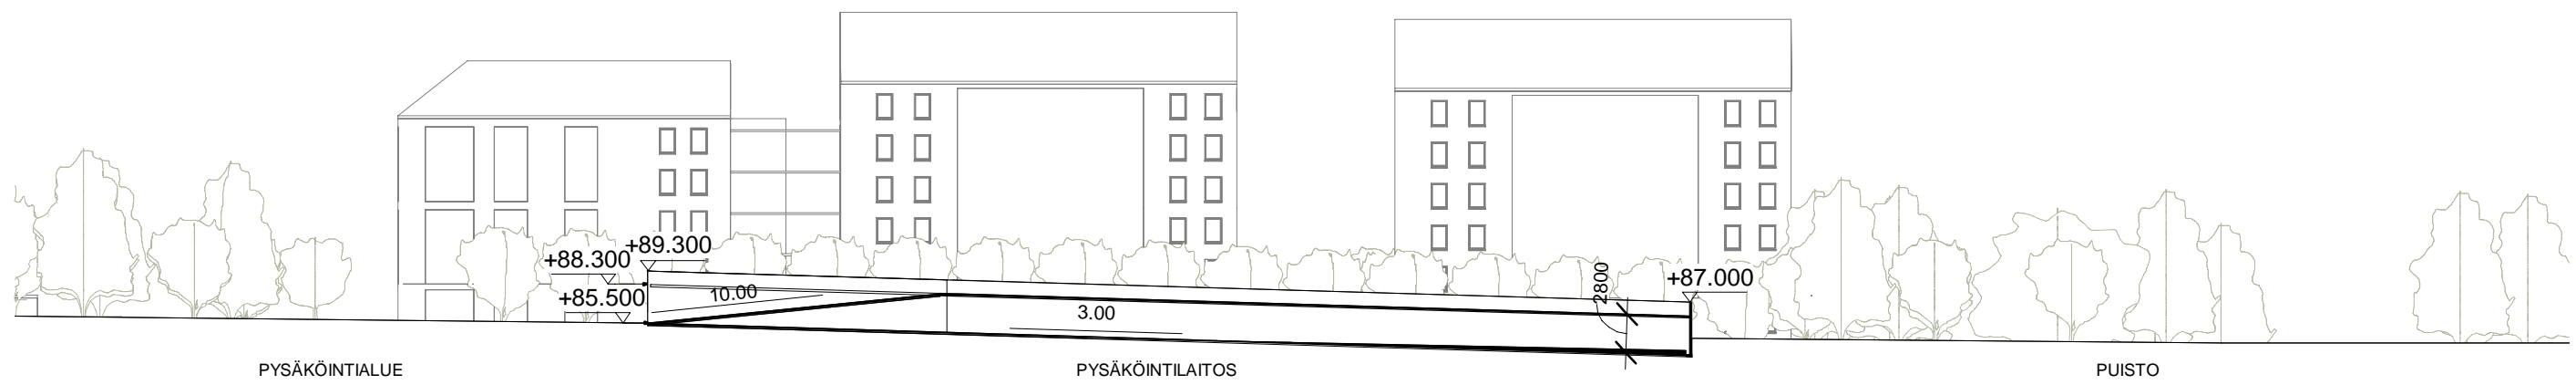 +89.300
+88.300
+85.500
10.00
3.00
2800
+87.000
PYSÄKÖINTIALUE
PYSÄKÖINTILAITOS
PUISTO